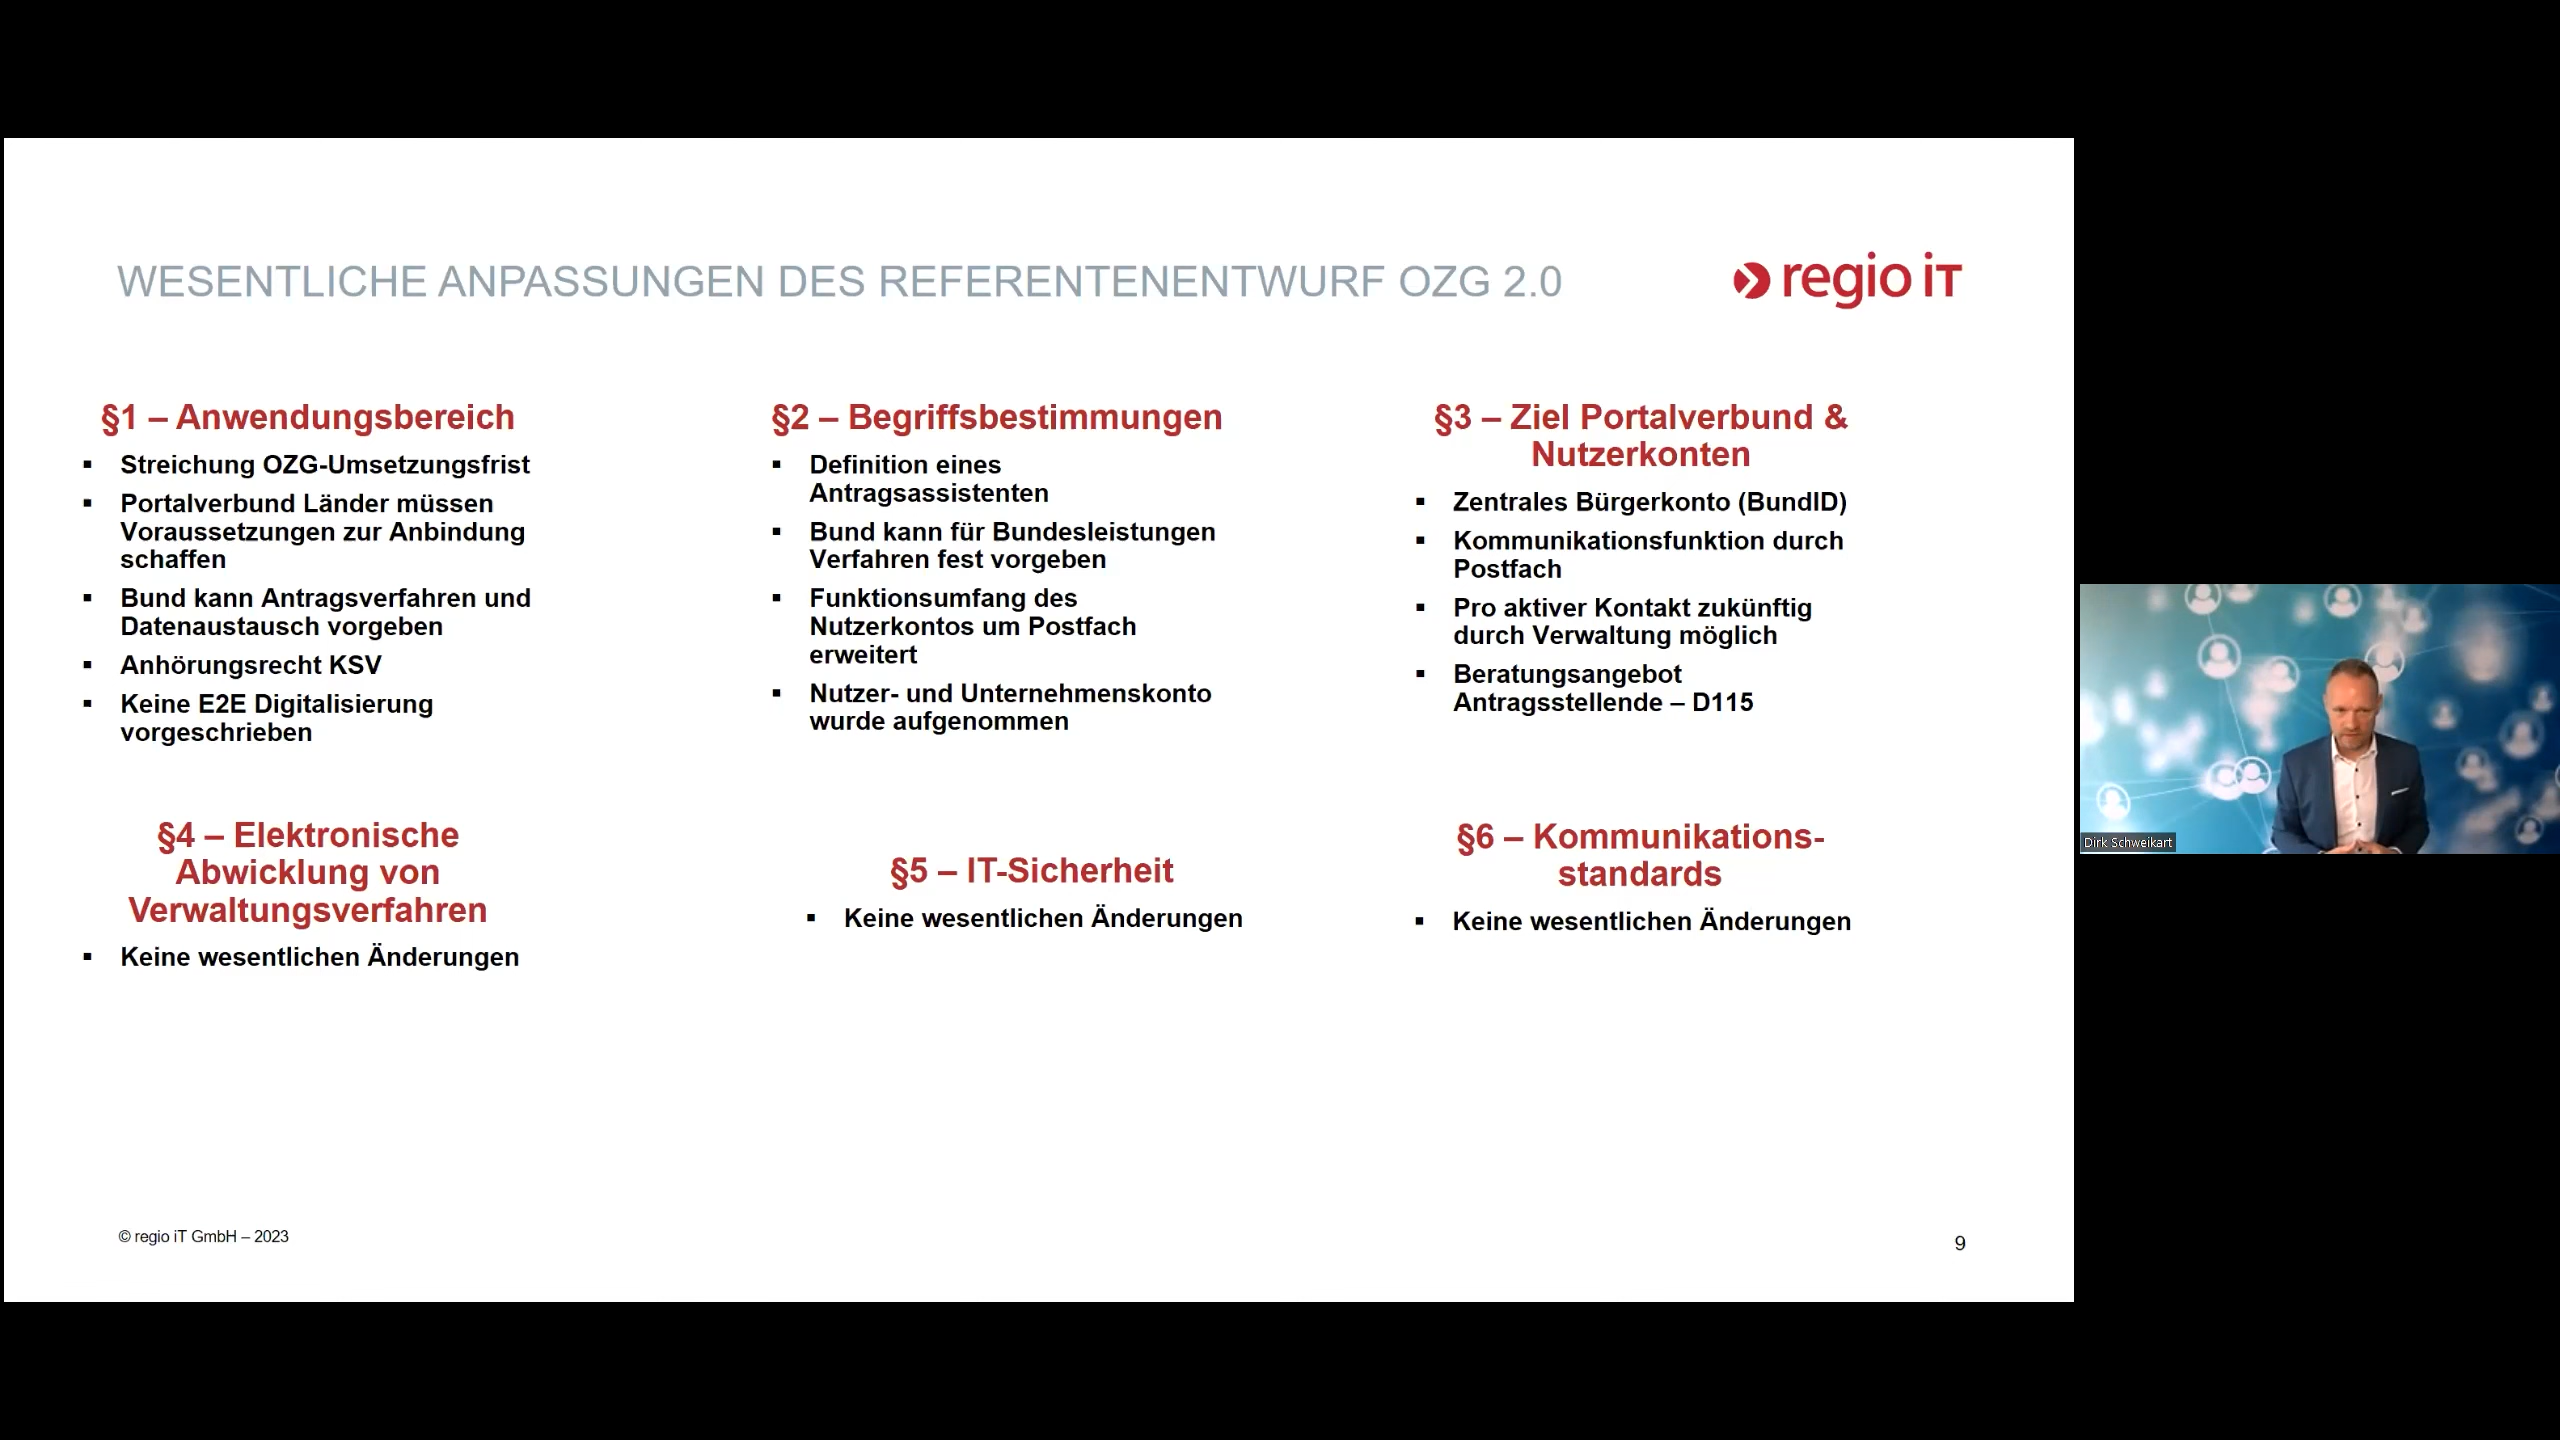 WESENTLICHE ANPASSUNGEN DES REFERENTENENTWURF OZG 2.0
regio iT
§1 – Anwendungsbereich
▪ Streichung OZG-Umsetzungsfrist
▪ Portalverbund Länder müssen
Voraussetzungen zur Anbindung
schaffen
▪ Bund kann Antragsverfahren und
Datenaustausch vorgeben
▪ Anhörungsrecht KSV
▪ Keine E2E Digitalisierung
vorgeschrieben
§2 – Begriffsbestimmungen
▪ Definition eines
Antragsassistenten
▪ Bund kann für Bundesleistungen
Verfahren fest vorgeben
▪ Funktionsumfang des
Nutzerkontos um Postfach
erweitert
▪ Nutzer- und Unternehmenskonto
wurde aufgenommen
§3 – Ziel Portalverbund &
Nutzerkonten
▪ Zentrales Bürgerkonto (BundID)
▪ Kommunikationsfunktion durch
Postfach
▪ Pro aktiver Kontakt zukünftig
durch Verwaltung möglich
▪ Beratungsangebot
Antragsstellende – D115
§4 – Elektronische
Abwicklung von
Verwaltungsverfahren
▪ Keine wesentlichen Änderungen
§5 – IT-Sicherheit
▪ Keine wesentlichen Änderungen
§6 – Kommunikations-
standards
▪ Keine wesentlichen Änderungen
Dirk Schweikart
© regio iT GmbH – 2023
9